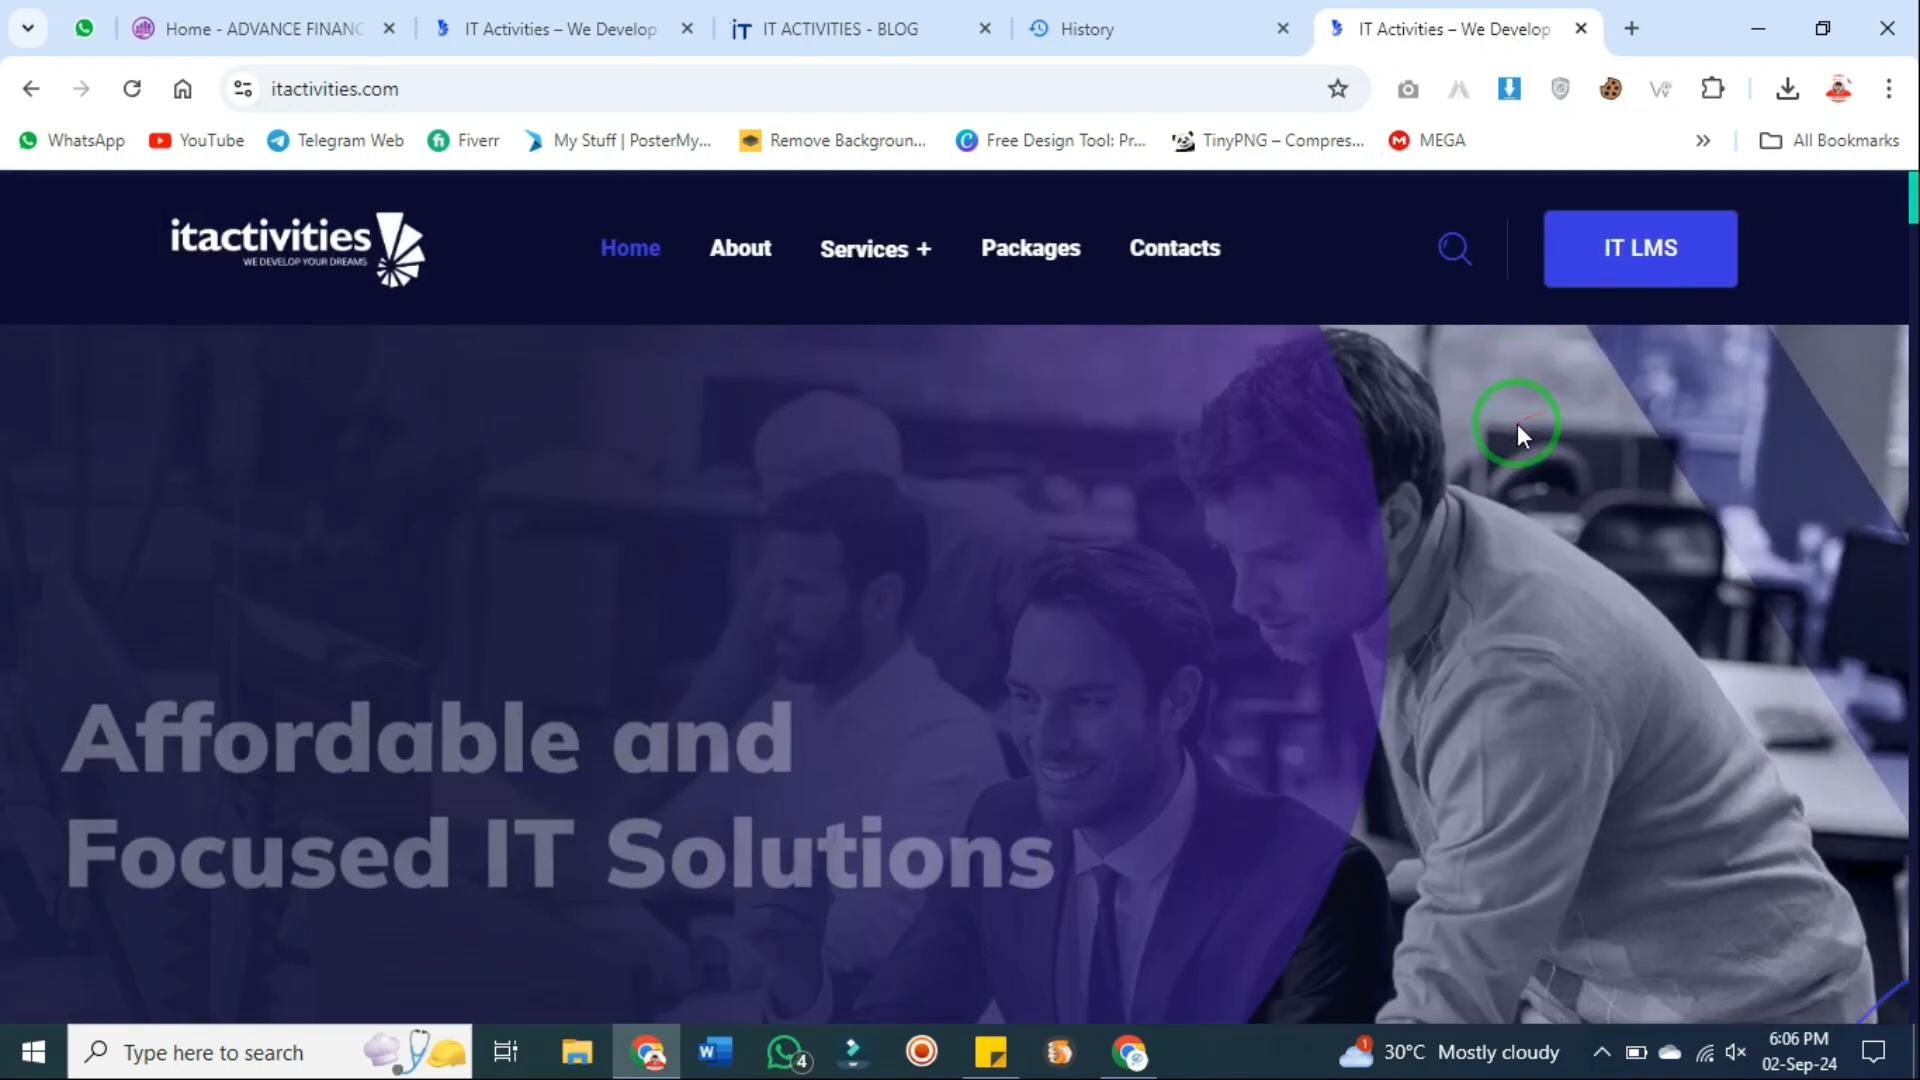 Home - ADVANCE FINANC
IT Activities – We Develop
iT IT ACTIVITIES - BLOG
History
IT Activities – We Develop
itactivities.com
WhatsApp
YouTube
Telegram Web
Fiverr
My Stuff | PosterMy...
Remove Backgroun...
Free Design Tool: Pr...
TinyPNG – Compres...
MEGA
All Bookmarks
itactivities
WE DEVELOP YOUR DREAMS
Home
About
Services +
Packages
Contacts
IT LMS
Affordable and
Focused IT Solutions
Type here to search
4
1
30°C Mostly cloudy
6:06 PM
02-Sep-24